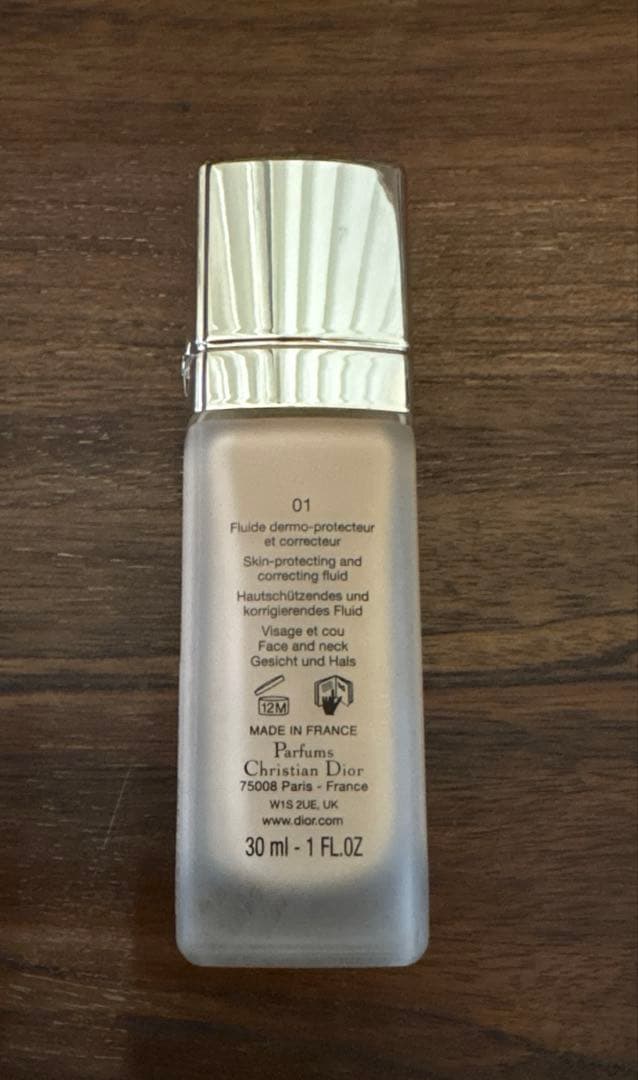 01
Fluide dermo-protecteur
et correcteur
Skin-protecting and
correcting fluid
Hautschützendes und
korrigierendes Fluid
Visage et cou
Face and neck
Gesicht und Hals
12M
MADE IN FRANCE
Parfums
Christian Dior
75008 Paris - France
W1S 2UE, UK
www.dior.com
30 ml - 1 FL.OZ